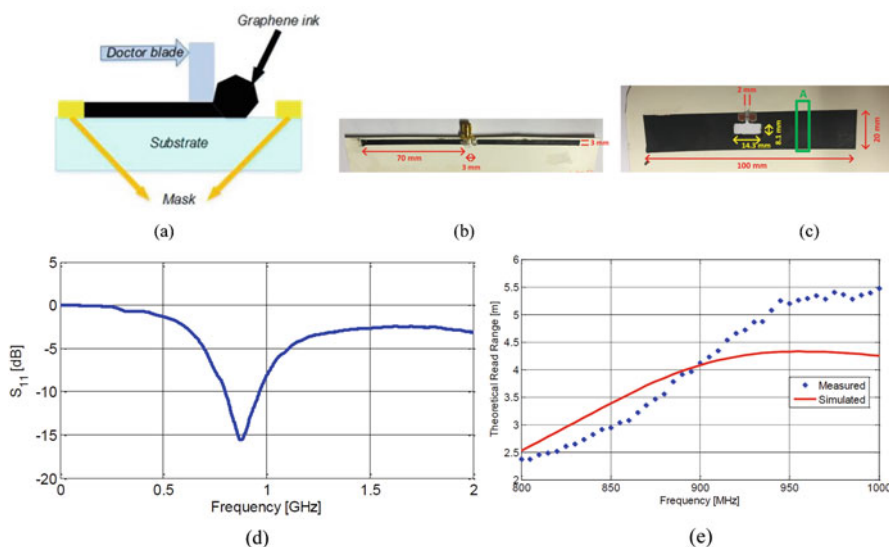 Graphene ink
Doctor blade
Substrate
Mask
(a)
70 mm
3 mm
3 mm
(b)
2 mm
A
14.3 mm
8.1 mm
20 mm
100 mm
(c)
S11 [dB]
5
0
-5
-10
-15
-20
0
0.5
1
1.5
2
Frequency [GHz]
(d)
Theoretical Read Range [m]
6
5.5
5
4.5
4
3.5
3
2.5
2
800
850
900
950
1000
Measured
Simulated
Frequency [MHz]
(e)